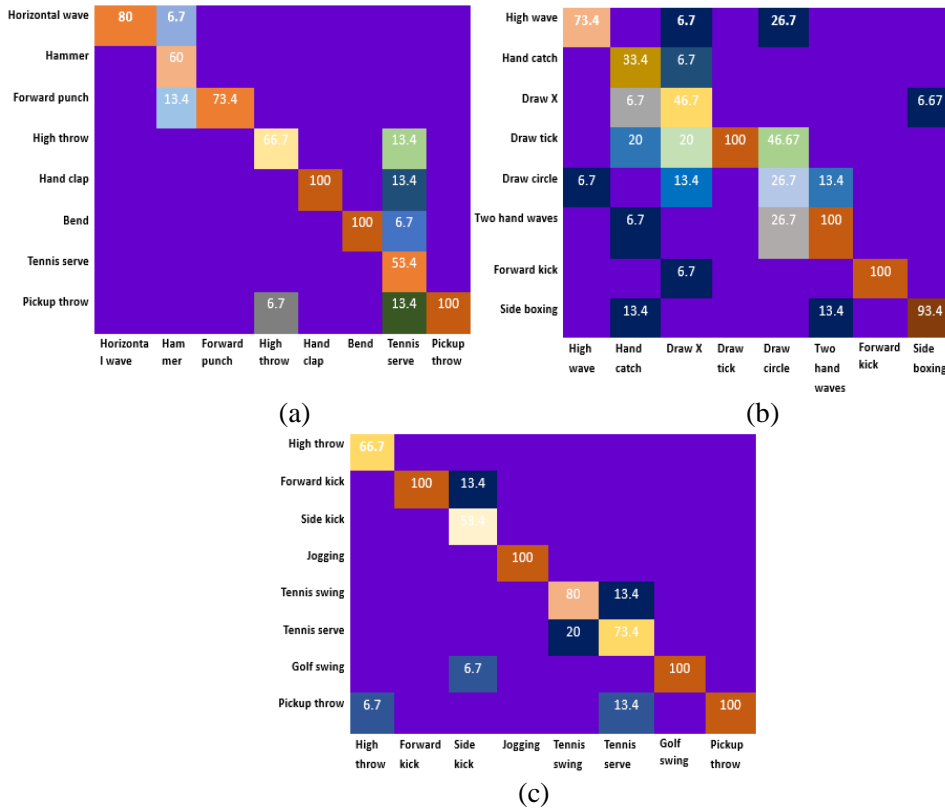 Horizontal wave 80 6.7
Hammer 60
Forward punch 13.4 73.4
High throw 66.7 13.4
Hand clap 100 13.4
Bend 100 6.7
Tennis serve 53.4
Pickup throw 6.7 13.4 100
Horizonta Ham Forward High Hand Bend Tennis Pickup
l wave mer punch throw clap serve throw
(a)
High wave 73.4 6.7 26.7
Hand catch 33.4 6.7
Draw X 6.7 46.7 6.67
Draw tick 20 20 100 46.67
Draw circle 6.7 13.4 26.7 13.4
Two hand waves 6.7 26.7 100
Forward kick 6.7 100
Side boxing 13.4 13.4 93.4
High Hand Draw X Draw Draw Two Forward Side
wave catch tick circle hand kick boxing
waves
(b)
High throw 66.7
Forward kick 100 13.4
Side kick 53.4
Jogging 100
Tennis swing 80 13.4
Tennis serve 20 73.4
Golf swing 6.7 100
Pickup throw 6.7 13.4 100
High Forward Side Jogging Tennis Tennis Golf Pickup
throw kick kick swing serve swing throw
(c)